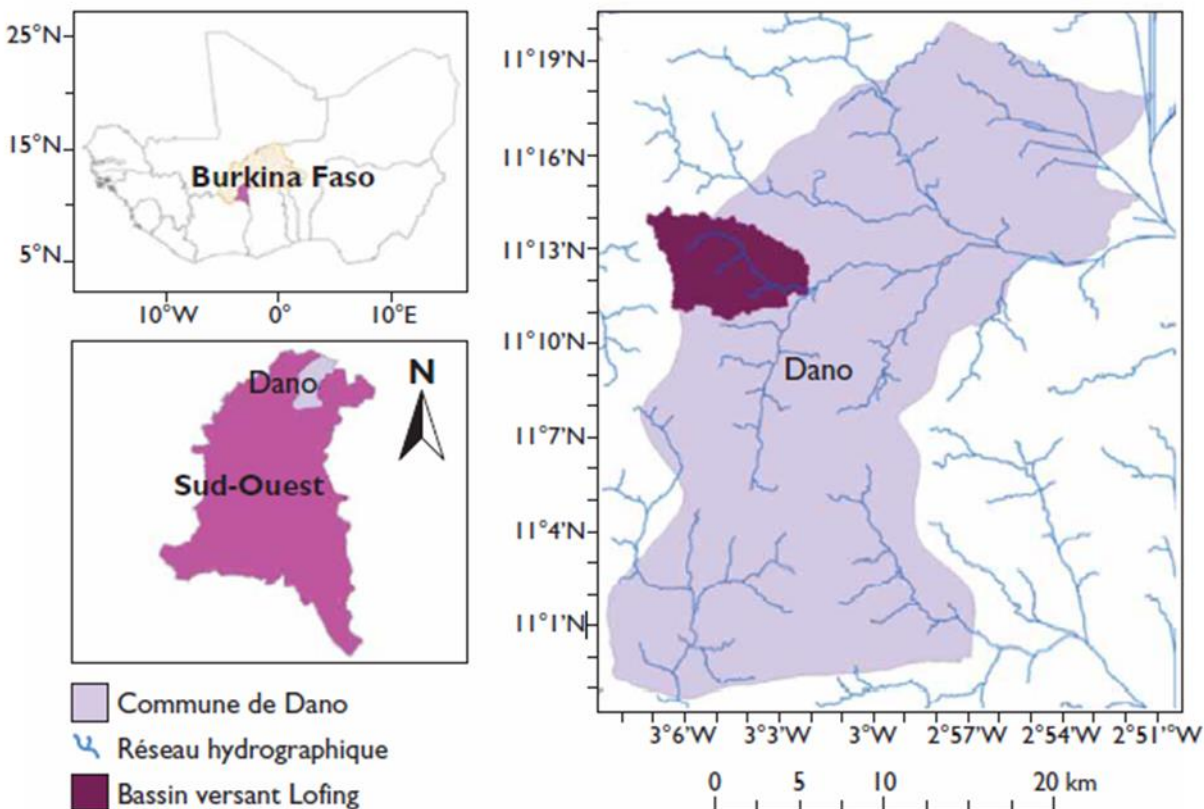 25°N
15°N
5°N
Burkina Faso
10°W 0° 10°E
Dano
N
Sud-Ouest
Commune de Dano
Réseau hydrographique
Bassin versant Lofing
11°19'N
11°16'N
11°13'N
11°10'N
11°7'N
11°4'N
11°1'N
Dano
3°6'W 3°3'W 3°W 2°57'W 2°54'W 2°51'W
0 5 10 20 km